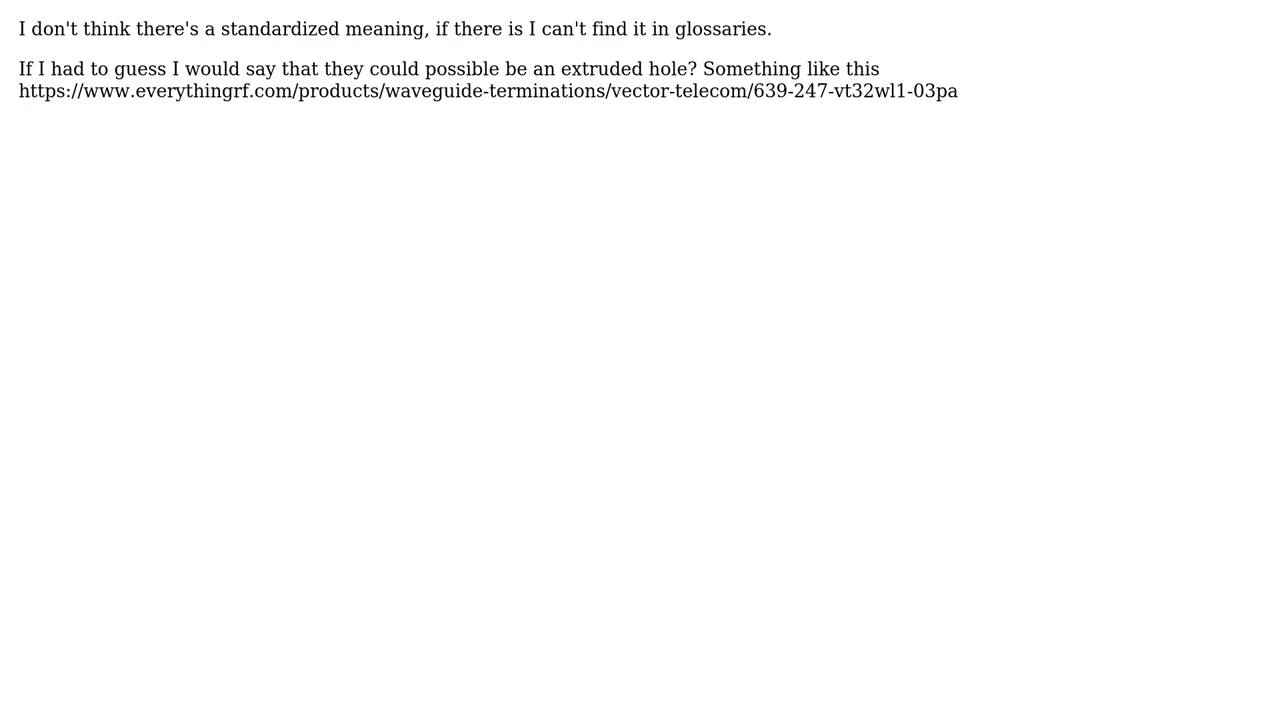 I don't think there's a standardized meaning, if there is I can't find it in glossaries.
If I had to guess I would say that they could possible be an extruded hole? Something like this
https://www.everythingrf.com/products/waveguide-terminations/vector-telecom/639-247-vt32wl1-03pa